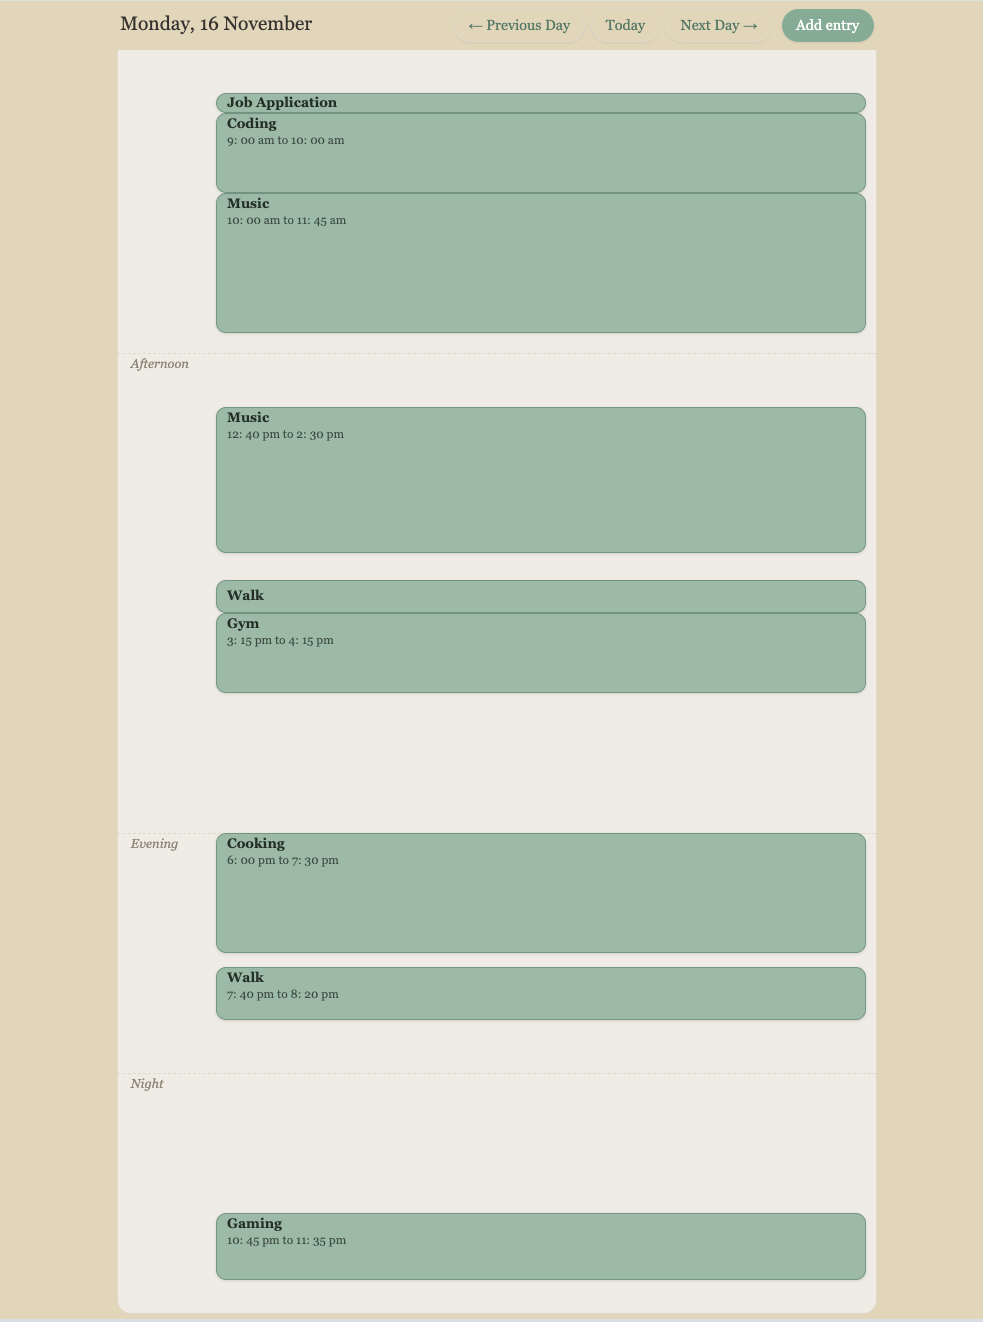 Monday, 16 November
← Previous Day
Today
Next Day →
Add entry
Job Application
Coding
9: 00 am to 10: 00 am
Music
10: 00 am to 11: 45 am
Afternoon
Music
12: 40 pm to 2: 30 pm
Walk
Gym
3: 15 pm to 4: 15 pm
Evening
Cooking
6: 00 pm to 7: 30 pm
Walk
7: 40 pm to 8: 20 pm
Night
Gaming
10: 45 pm to 11: 35 pm